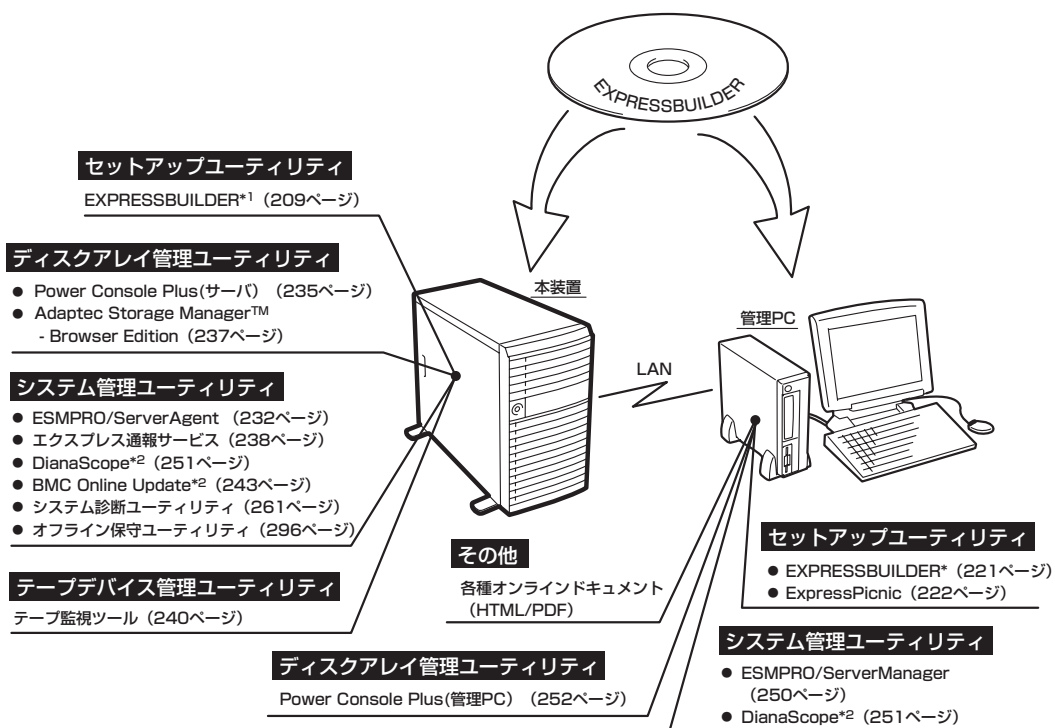 EXPRESSBUILDER
セットアップユーティリティ
EXPRESSBUILDER*1（209ページ）
ディスクアレイ管理ユーティリティ
● Power Console Plus(サーバ）（235ページ）
● Adaptec Storage Manager™
- Browser Edition（237ページ）
システム管理ユーティリティ
● ESMPRO/ServerAgent （232ページ）
● エクスプレス通報サービス（238ページ）
● DianaScope*2（251ページ）
● BMC Online Update*2（243ページ）
● システム診断ユーティリティ（261ページ）
● オフライン保守ユーティリティ（296ページ）
テープデバイス管理ユーティリティ
テープ監視ツール（240ページ）
本装置
LAN
管理PC
その他
各種オンラインドキュメント
（HTML/PDF）
ディスクアレイ管理ユーティリティ
Power Console Plus(管理PC）（252ページ）
セットアップユーティリティ
● EXPRESSBUILDER*（221ページ）
● ExpressPicnic（222ページ）
システム管理ユーティリティ
● ESMPRO/ServerManager
（250ページ）
● DianaScope*2（251ページ）